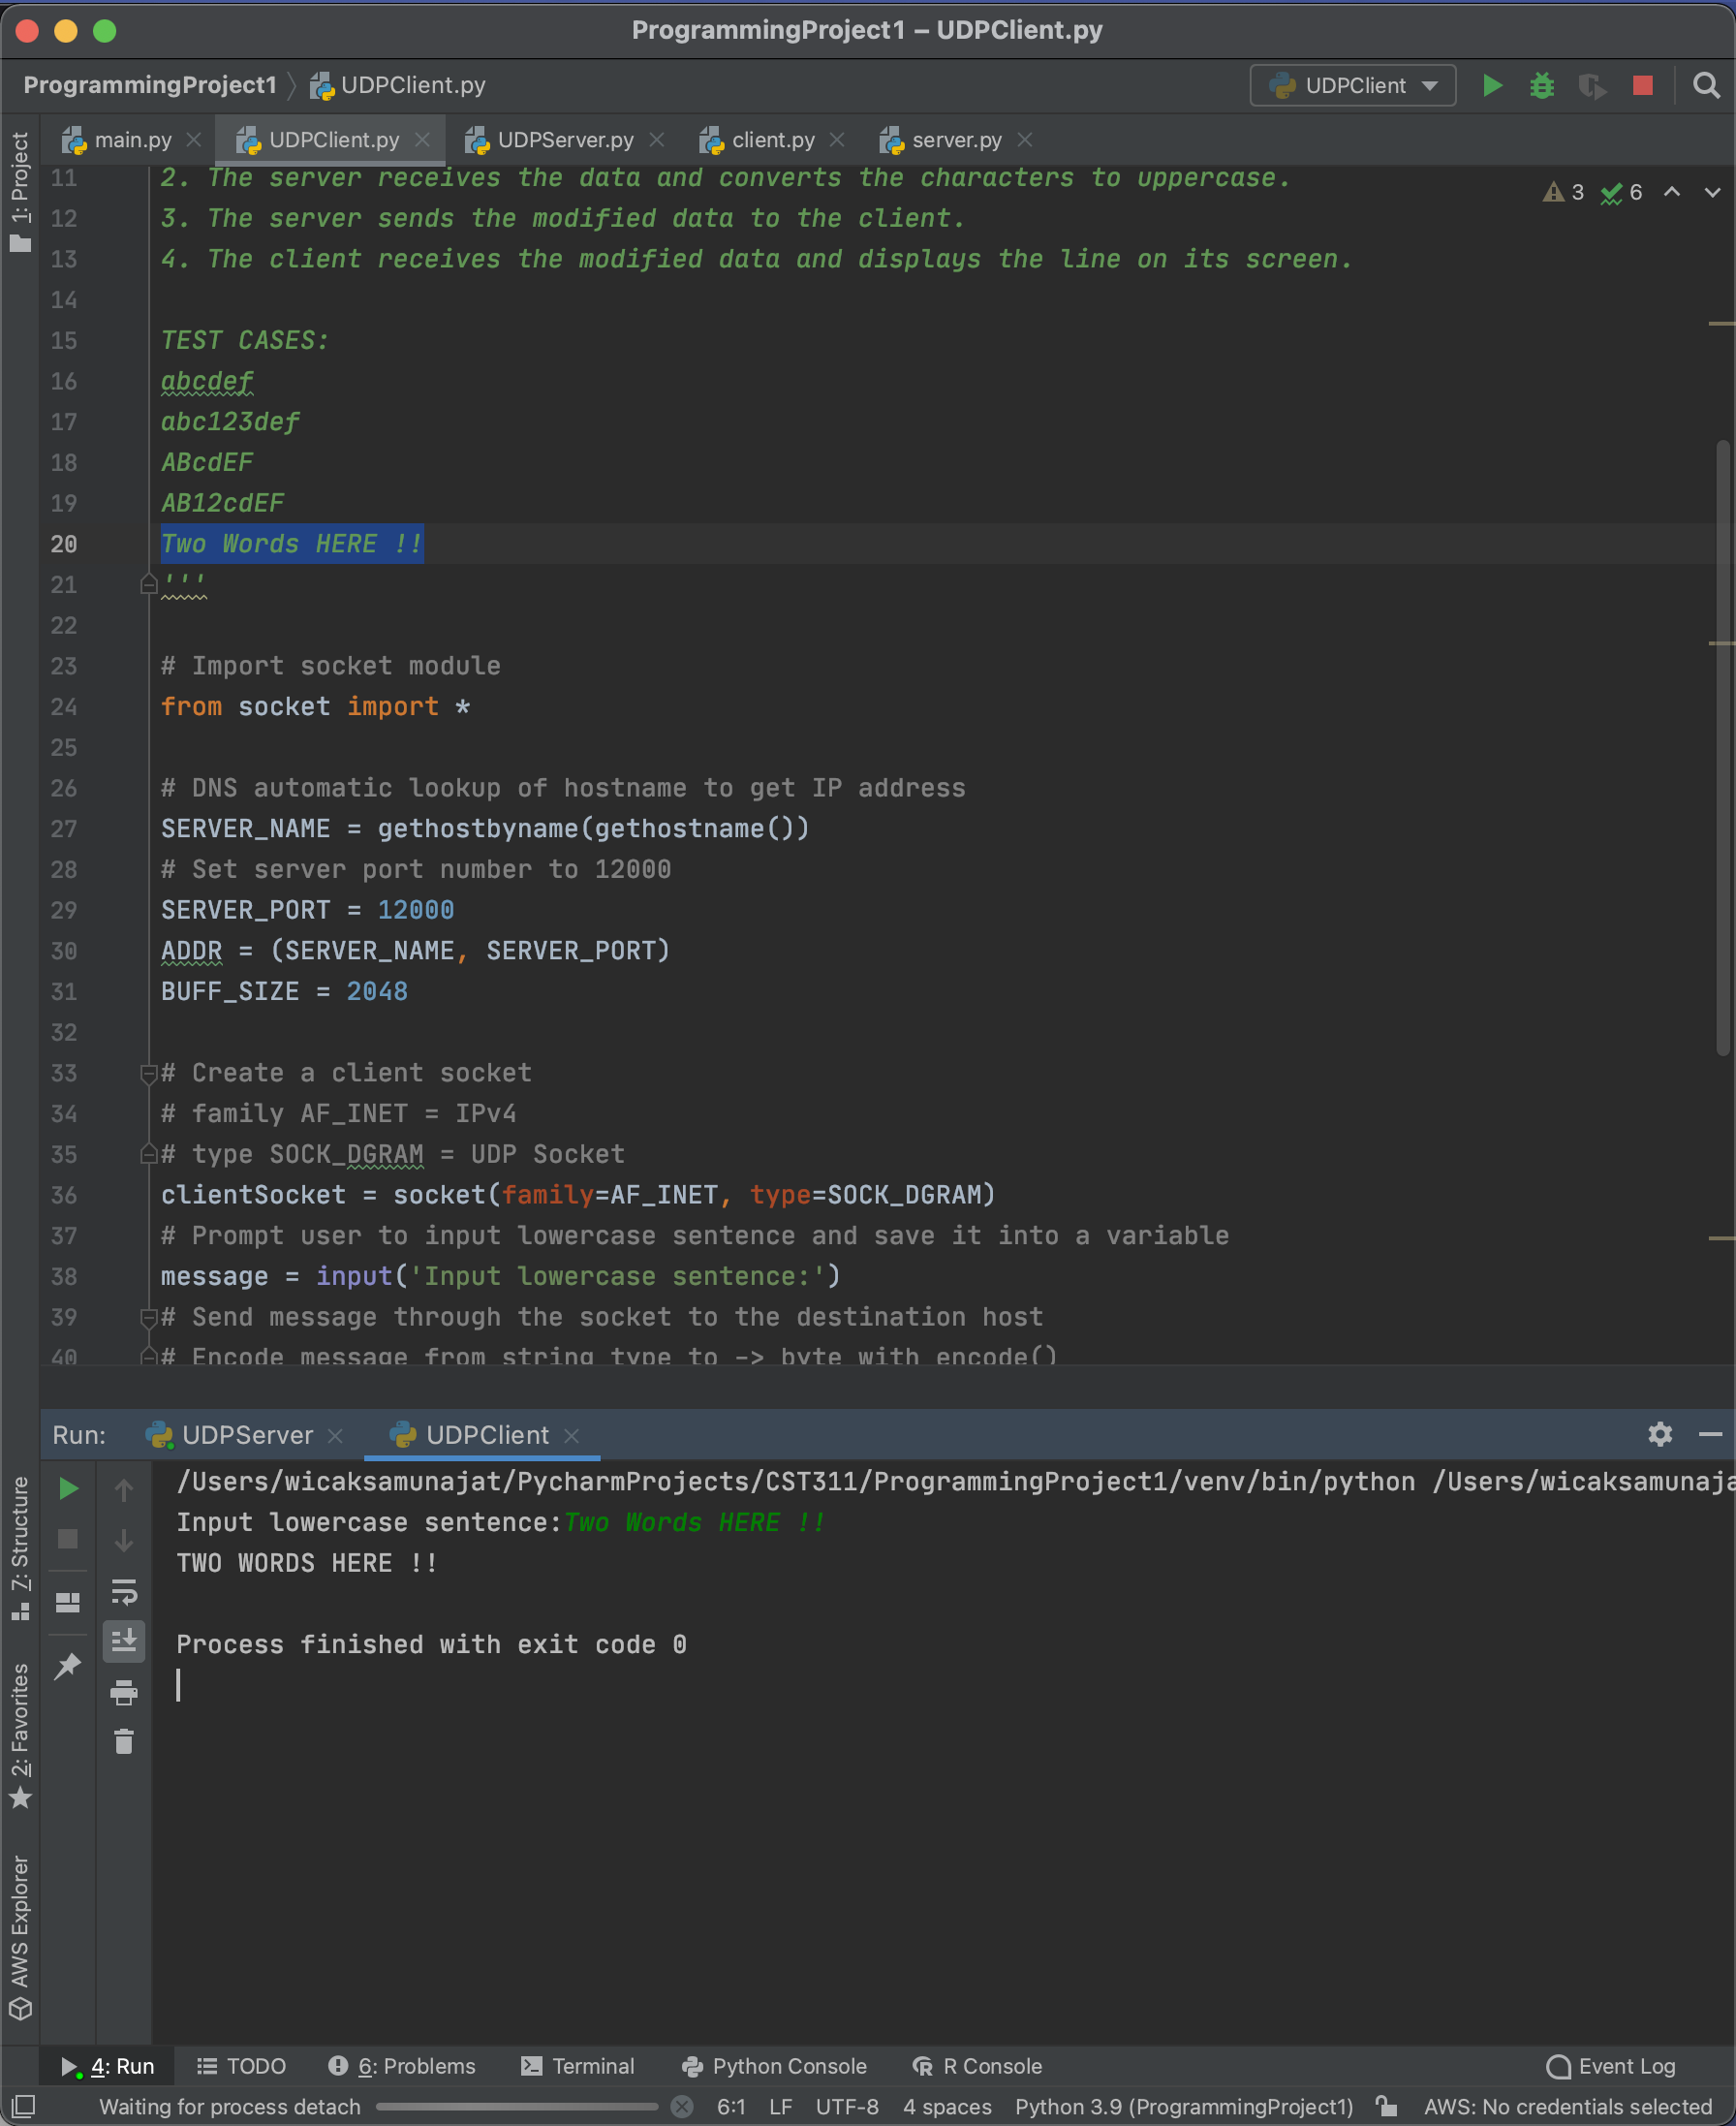 ProgrammingProject1 – UDPClient.py
ProgrammingProject1 UDPClient.py UDPClient
main.py UDPClient.py UDPServer.py client.py server.py
1: Project
3 6
11 2. The server receives the data and converts the characters to uppercase.
12 3. The server sends the modified data to the client.
13 4. The client receives the modified data and displays the line on its screen.
14
15 TEST CASES:
16 abcdef
17 abc123def
18 ABcdEF
19 AB12cdEF
20 Two Words HERE !!
21 '''
22
23 # Import socket module
24 from socket import *
25
26 # DNS automatic lookup of hostname to get IP address
27 SERVER_NAME = gethostbyname(gethostname())
28 # Set server port number to 12000
29 SERVER_PORT = 12000
30 ADDR = (SERVER_NAME, SERVER_PORT)
31 BUFF_SIZE = 2048
32
33 # Create a client socket
34 # family AF_INET = IPv4
35 # type SOCK_DGRAM = UDP Socket
36 clientSocket = socket(family=AF_INET, type=SOCK_DGRAM)
37 # Prompt user to input lowercase sentence and save it into a variable
38 message = input('Input lowercase sentence:')
39 # Send message through the socket to the destination host
40 # Encode message from string type to -> byte with encode()
Run: UDPServer UDPClient
/Users/wicaksamunajat/PycharmProjects/CST311/ProgrammingProject1/venv/bin/python /Users/wicaksamunaja
Input lowercase sentence:Two Words HERE !!
TWO WORDS HERE !!
Process finished with exit code 0
7: Structure
2: Favorites
AWS Explorer
4: Run TODO 6: Problems Terminal Python Console R Console Event Log
Waiting for process detach 6:1 LF UTF-8 4 spaces Python 3.9 (ProgrammingProject1) AWS: No credentials selected